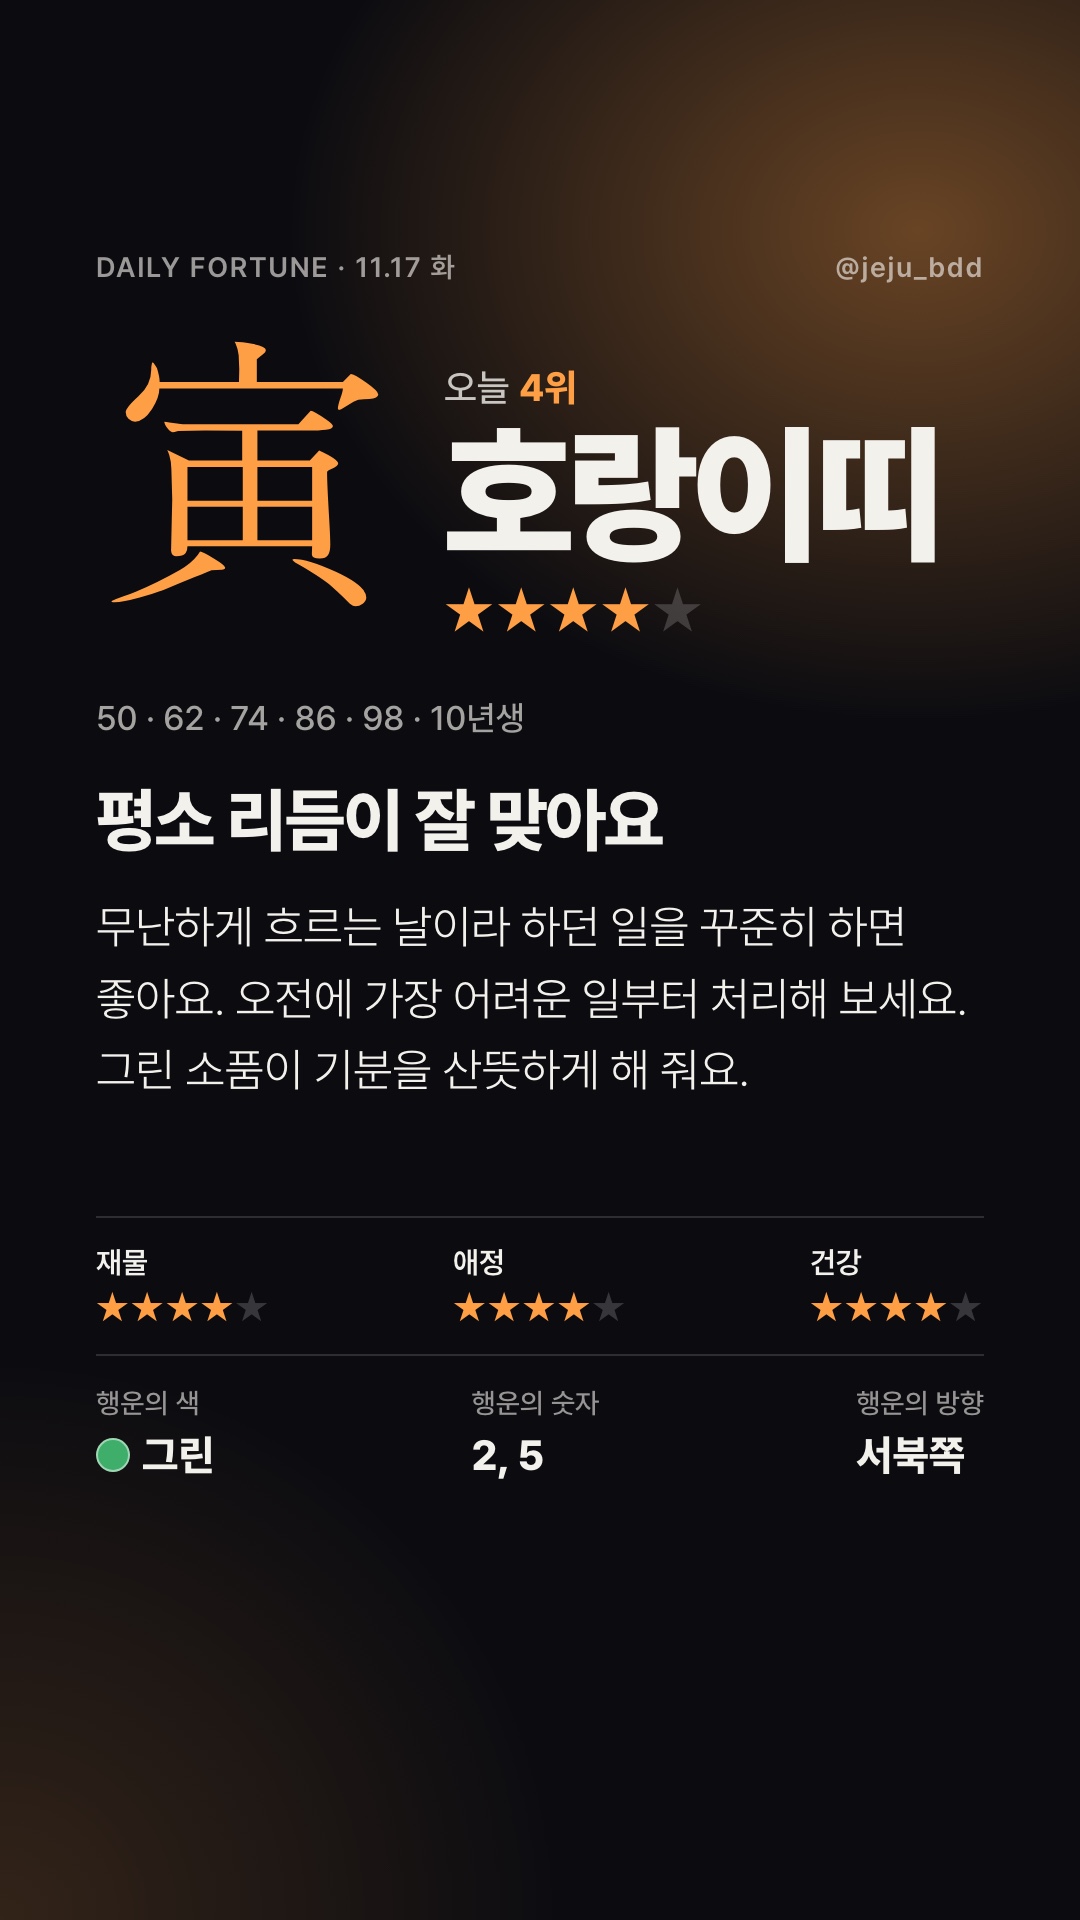 DAILY FORTUNE · 11.17 화
@jeju_bdd
寅
오늘 4위
호랑이띠
★★★★★
50 · 62 · 74 · 86 · 98 · 10년생
평소 리듬이 잘 맞아요
무난하게 흐르는 날이라 하던 일을 꾸준히 하면
좋아요. 오전에 가장 어려운 일부터 처리해 보세요.
그린 소품이 기분을 산뜻하게 해 줘요.
재물 애정 건강
★★★★★ ★★★★★ ★★★★★
행운의 색 행운의 숫자 행운의 방향
그린 2, 5 서북쪽